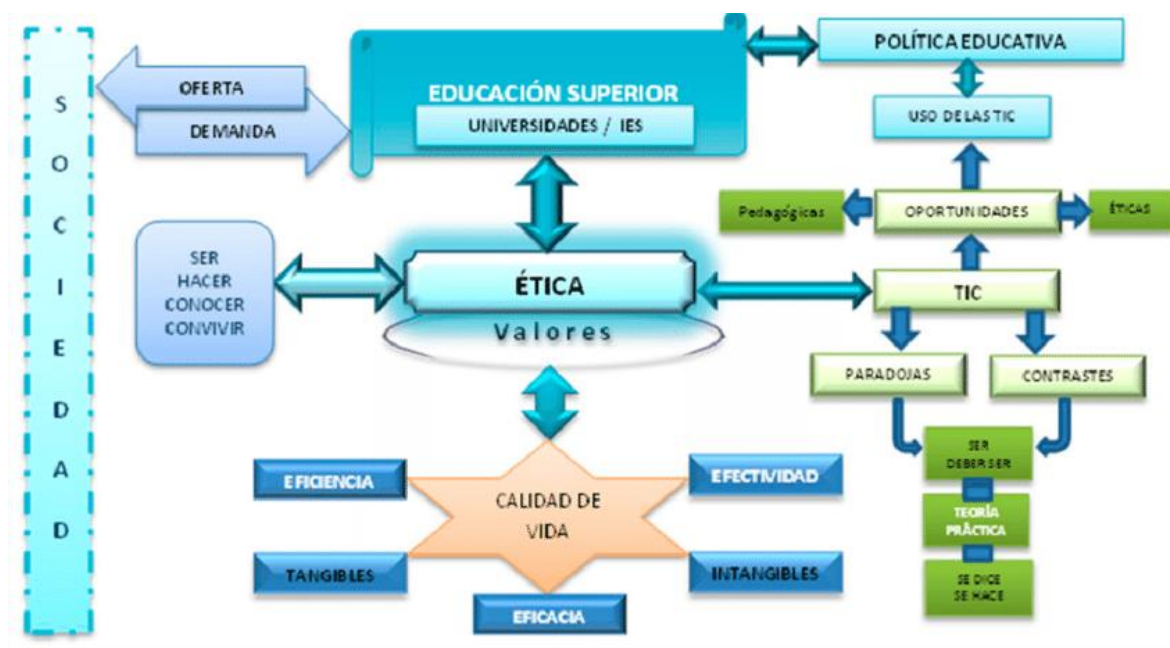 SOCIEDAD
OFERTA
DEMANDA
EDUCACIÓN SUPERIOR
UNIVERSIDADES / IES
POLÍTICA EDUCATIVA
USO DE LAS TIC
Pedagógicas
OPORTUNIDADES
ÉTICAS
SER
HACER
CONOCER
CONVIVIR
ÉTICA
Valores
TIC
PARADOJAS
CONTRASTES
SER
DEBER SER
TEORÍA
PRÀCTICA
SE DICE
SE HACE
EFICIENCIA
EFECTIVIDAD
CALIDAD DE
VIDA
TANGIBLES
INTANGIBLES
EFICACIA